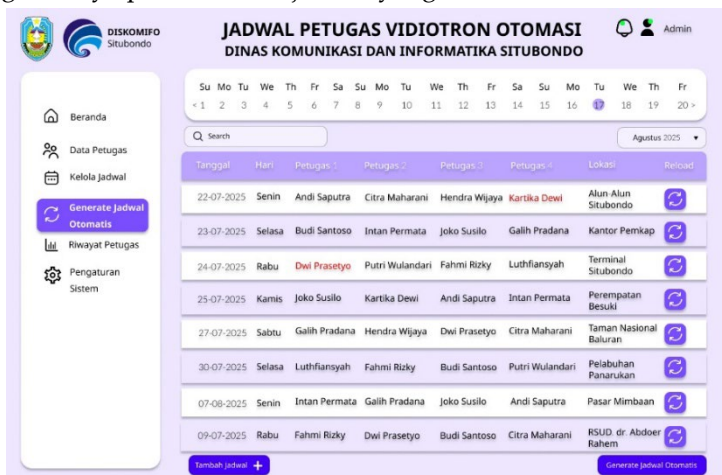 DISKOMIFO
Situbondo
JADWAL PETUGAS VIDIOTRON OTOMASI
DINAS KOMUNIKASI DAN INFORMATIKA SITUBONDO
Admin
Beranda
Data Petugas
Kelola Jadwal
Generate Jadwal
Otomatis
Riwayat Petugas
Pengaturan
Sistem
Su Mo Tu We Th Fr Sa Su Mo Tu We Th Fr Sa Su Mo Tu We Th Fr
< 1 2 3 4 5 6 7 8 9 10 11 12 13 14 15 16 17 18 19 20 >
Search
Agustus 2025
Tanggal Hari Petugas 1 Petugas 2 Petugas 3 Petugas 4 Lokasi Reload
22-07-2025 Senin Andi Saputra Citra Maharani Hendra Wijaya Kartika Dewi Alun-Alun
Situbondo
23-07-2025 Selasa Budi Santoso Intan Permata Joko Susilo Galih Pradana Kantor Pemkap
24-07-2025 Rabu Dwi Prasetyo Putri Wulandari Fahmi Rizky Luthfiansyah Terminal
Situbondo
25-07-2025 Kamis Joko Susilo Kartika Dewi Andi Saputra Intan Permata Perempatan
Besuki
27-07-2025 Sabtu Galih Pradana Hendra Wijaya Dwi Prasetyo Citra Maharani Taman Nasional
Baluran
30-07-2025 Selasa Luthfiansyah Fahmi Rizky Budi Santoso Putri Wulandari Pelabuhan
Panarukan
07-08-2025 Senin Intan Permata Galih Pradana Joko Susilo Andi Saputra Pasar Mimbaan
09-07-2025 Rabu Fahmi Rizky Dwi Prasetyo Budi Santoso Citra Maharani RSUD. dr. Abdoer
Rahem
Tambah Jadwal +
Generate Jadwal Otomatis